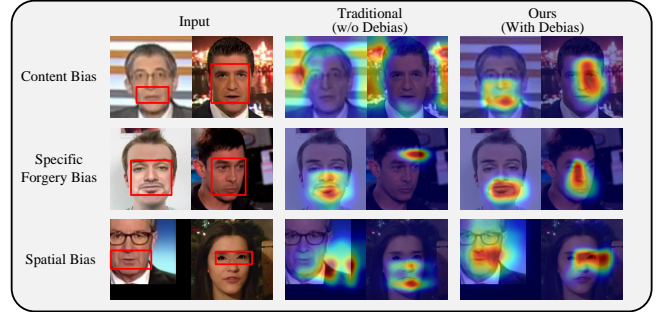 Input
Traditional
(w/o Debias)
Ours
(With Debias)
Content Bias
Specific
Forgery Bias
Spatial Bias